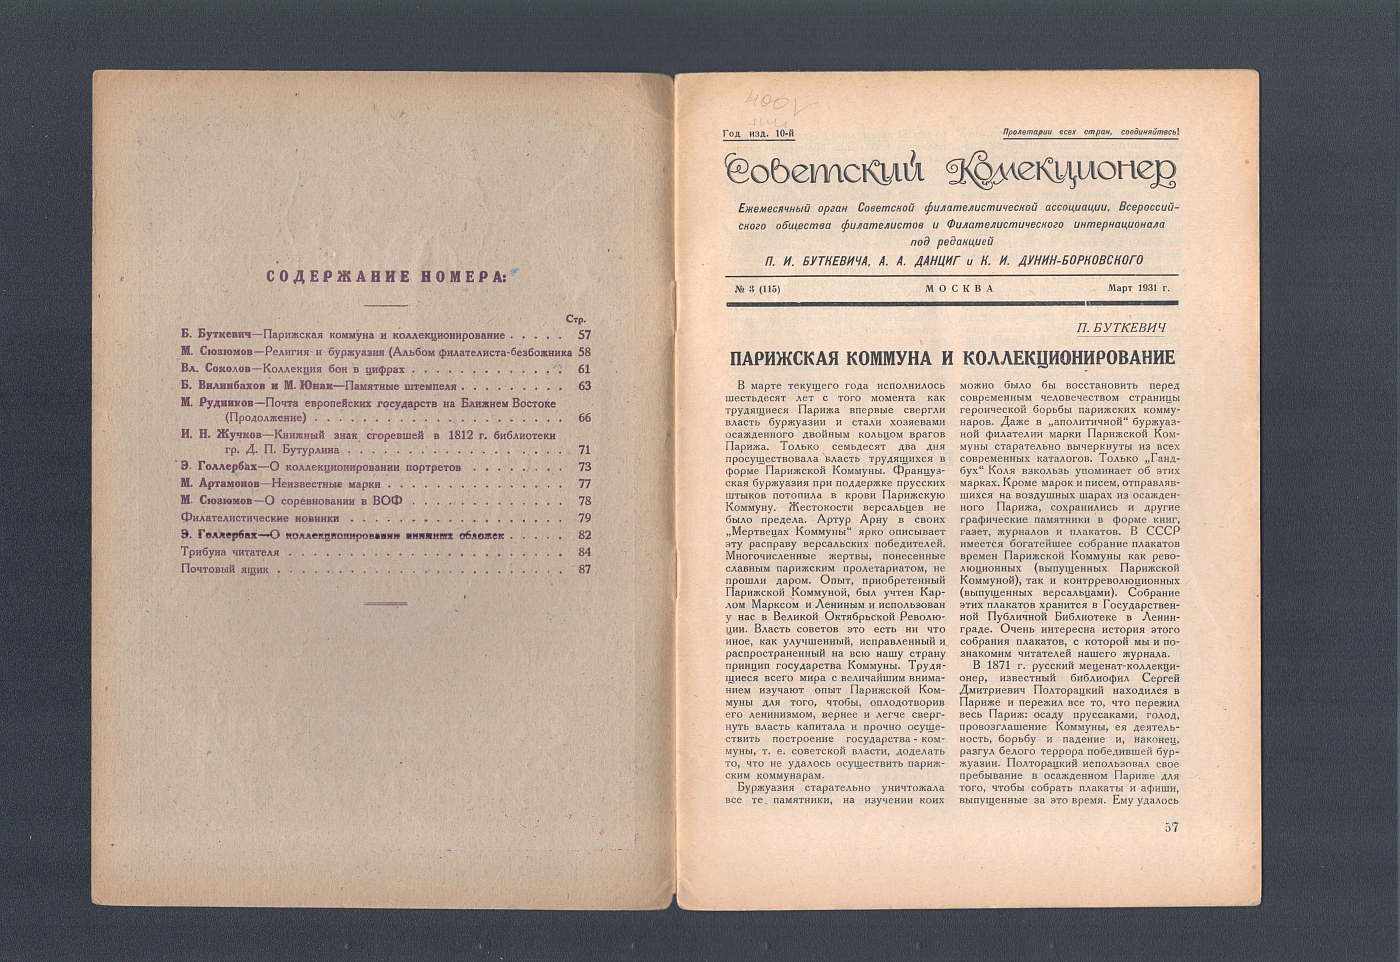 СОДЕРЖАНИЕ НОМЕРА:
Стр.
Б. Буткевич—Парижская коммуна и коллекционирование . . . . . 57
М. Сюзюмов—Религия и буржуазия (Альбом филателиста-безбожника 58
Вл. Соколов—Коллекция бон в цифрах . . . . . . . . . . . . . 61
Б. Вилинбахов и М. Юнак—Памятные штемпеля . . . . . . . . . 63
М. Рудников—Почта европейских государств на Ближнем Востоке
(Продолжение) . . . . . . . . . . . . . . . . . . . . . 66
И. Н. Жучков—Книжный знак сгоревшей в 1812 г. библиотеки
гр. Д. П. Бутурлина . . . . . . . . . . . . . . . . . . 71
Э. Голлербах—О коллекционировании портретов . . . . . . . . 73
М. Артамонов—Неизвестные марки . . . . . . . . . . . . . . . 77
М. Сюзюмов—О соревновании в ВОФ . . . . . . . . . . . . . 78
Филателистические новинки . . . . . . . . . . . . . . . . . . 79
Э. Голлербах—О коллекционировании книжных обложек . . . . . 82
Трибуна читателя . . . . . . . . . . . . . . . . . . . . . . . 84
Почтовый ящик . . . . . . . . . . . . . . . . . . . . . . . . 87
400
Год изд. 10-й
Пролетарии всех стран, соединяйтесь!
Советский Коллекционер
Ежемесячный орган Советской филателистической ассоциации, Всероссий-
ского общества филателистов и Филателистического интернационала
под редакцией
П. И. БУТКЕВИЧА, А. А. ДАНЦИГ и К. И. ДУНИН-БОРКОВСКОГО
№ 3 (115) МОСКВА Март 1931 г.
П. БУТКЕВИЧ
ПАРИЖСКАЯ КОММУНА И КОЛЛЕКЦИОНИРОВАНИЕ
В марте текущего года исполнилось
шестьдесят лет с того момента как
трудящиеся Парижа впервые свергли
власть буржуазии и стали хозяевами
осажденного двойным кольцом врагов
Парижа. Только семьдесят два дня
просуществовала власть трудящихся в
форме Парижской Коммуны. Француз-
ская буржуазия при поддержке прусских
штыков потопила в крови Парижскую
Коммуну. Жестокости версальцев не
было предела. Артур Арну в своих
„Мертвецах Коммуны“ ярко описывает
эту расправу версальских победителей.
Многочисленные жертвы, понесенные
славным парижским пролетариатом, не
прошли даром. Опыт, приобретенный
Парижской Коммуной, был учтен Кар-
лом Марксом и Лениным и использован
у нас в Великой Октябрьской Револю-
ции. Власть советов это есть ни что
иное, как улучшенный, исправленный и
распространенный на всю нашу страну
принцип государства Коммуны. Трудя-
щиеся всего мира с величайшим внима-
нием изучают опыт Парижской Ком-
муны для того, чтобы, оплодотворив
его ленинизмом, вернее и легче сверг-
нуть власть капитала и прочно осуще-
ствить построение государства-ком-
муны, т. е. советской власти, доделать
то, что не удалось осуществить париж-
ским коммунарам.
Буржуазия старательно уничтожала
все те памятники, на изучении коих
можно было бы восстановить перед
современным человечеством страницы
героической борьбы парижских комму-
наров. Даже в „аполитичной“ буржуаз-
ной филателии марки Парижской Ком-
муны старательно вычеркнуты из всех
современных каталогов. Только „Ганд-
бух“ Коля взкользь упоминает об этих
марках. Кроме марок и писем, отправляв-
шихся на воздушных шарах из осажден-
ного Парижа, сохранились и другие
графические памятники в форме книг,
газет, журналов и плакатов. В СССР
имеется богатейшее собрание плакатов
времен Парижской Коммуны как рево-
люционных (выпущенных Парижской
Коммуной), так и контрреволюционных
(выпущенных версальцами). Собрание
этих плакатов хранится в Государствен-
ной Публичной Библиотеке в Ленин-
граде. Очень интересна история этого
собрания плакатов, с которой мы и по-
знакомим читателей нашего журнала.
В 1871 г. русский меценат-коллекци-
онер, известный библиофил Сергей
Дмитриевич Полторацкий находился в
Париже и пережил все то, что пережил
весь Париж: осаду пруссаками, голод,
провозглашение Коммуны, ея деятель-
ность, борьбу и падение и, наконец,
разгул белого террора победившей бур-
жуазии. Полторацкий использовал свое
пребывание в осажденном Париже для
того, чтобы собрать плакаты и афиши,
выпущенные за это время. Ему удалось
57